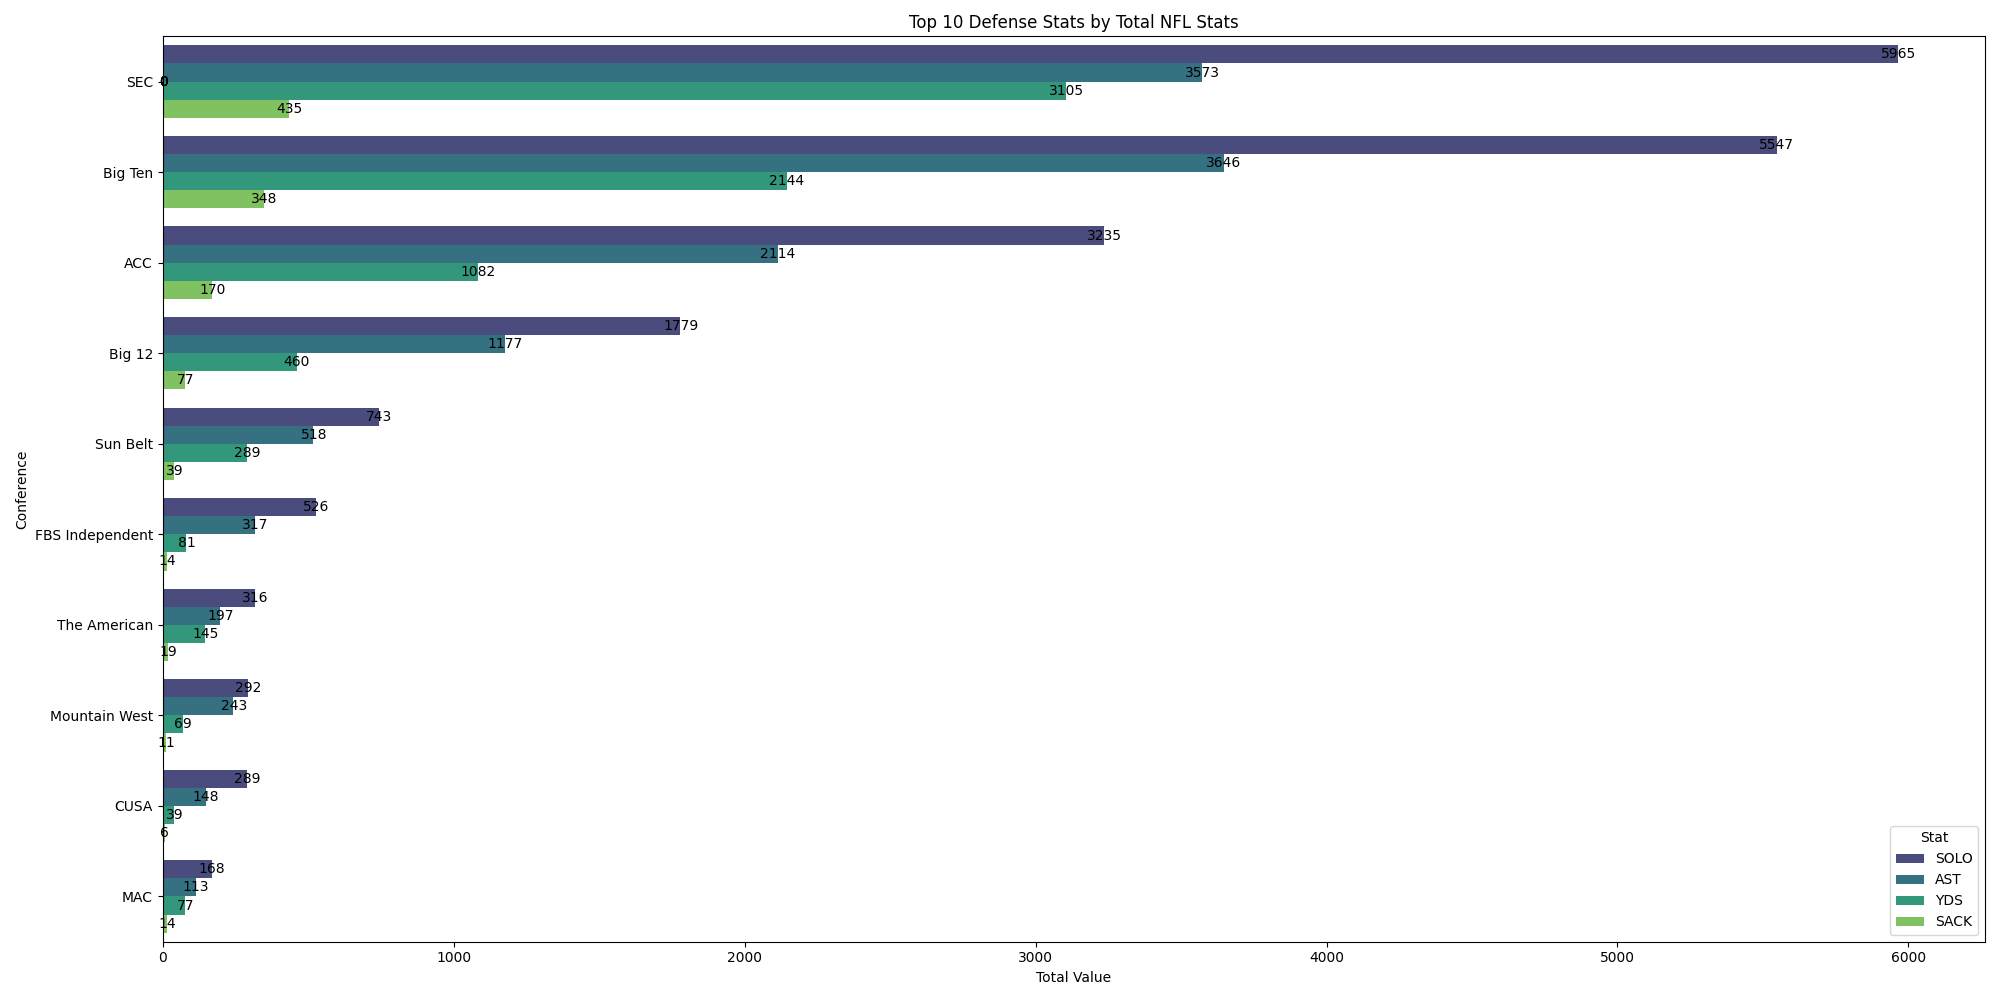 Top 10 Defense Stats by Total NFL Stats
Conference
SEC
0
5965
3573
3105
435
Big Ten
5547
3646
2144
348
ACC
3235
2114
1082
170
Big 12
1779
1177
460
77
Sun Belt
743
518
289
39
FBS Independent
526
317
81
14
The American
316
197
145
19
Mountain West
292
243
69
11
CUSA
289
148
39
6
MAC
168
113
77
14
0 1000 2000 3000 4000 5000 6000
Total Value
Stat
SOLO
AST
YDS
SACK